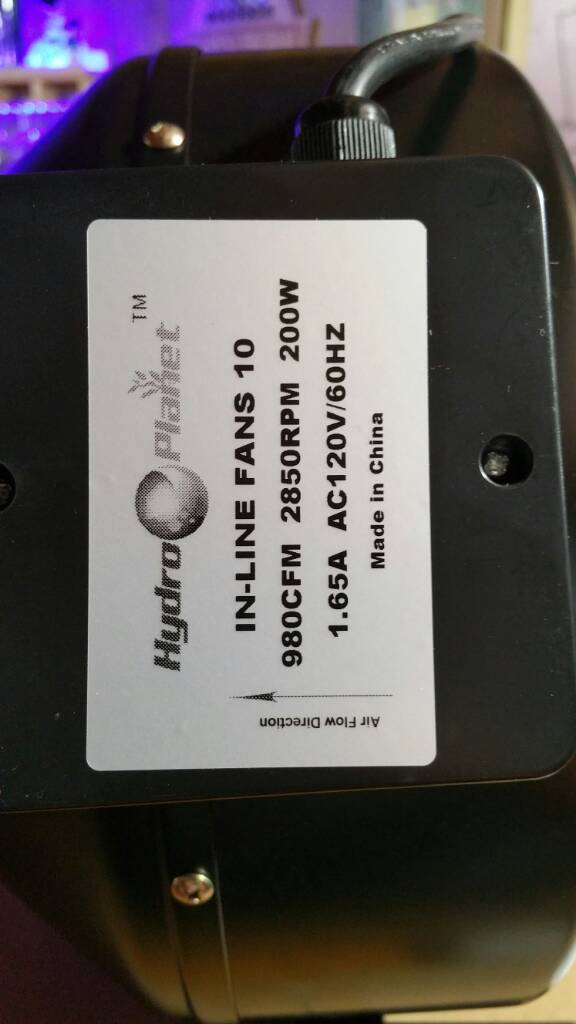 Hydro Planet TM
IN-LINE FANS 10
980CFM 2850RPM 200W
1.65A AC120V/60HZ
Made in China
Air Flow Direction